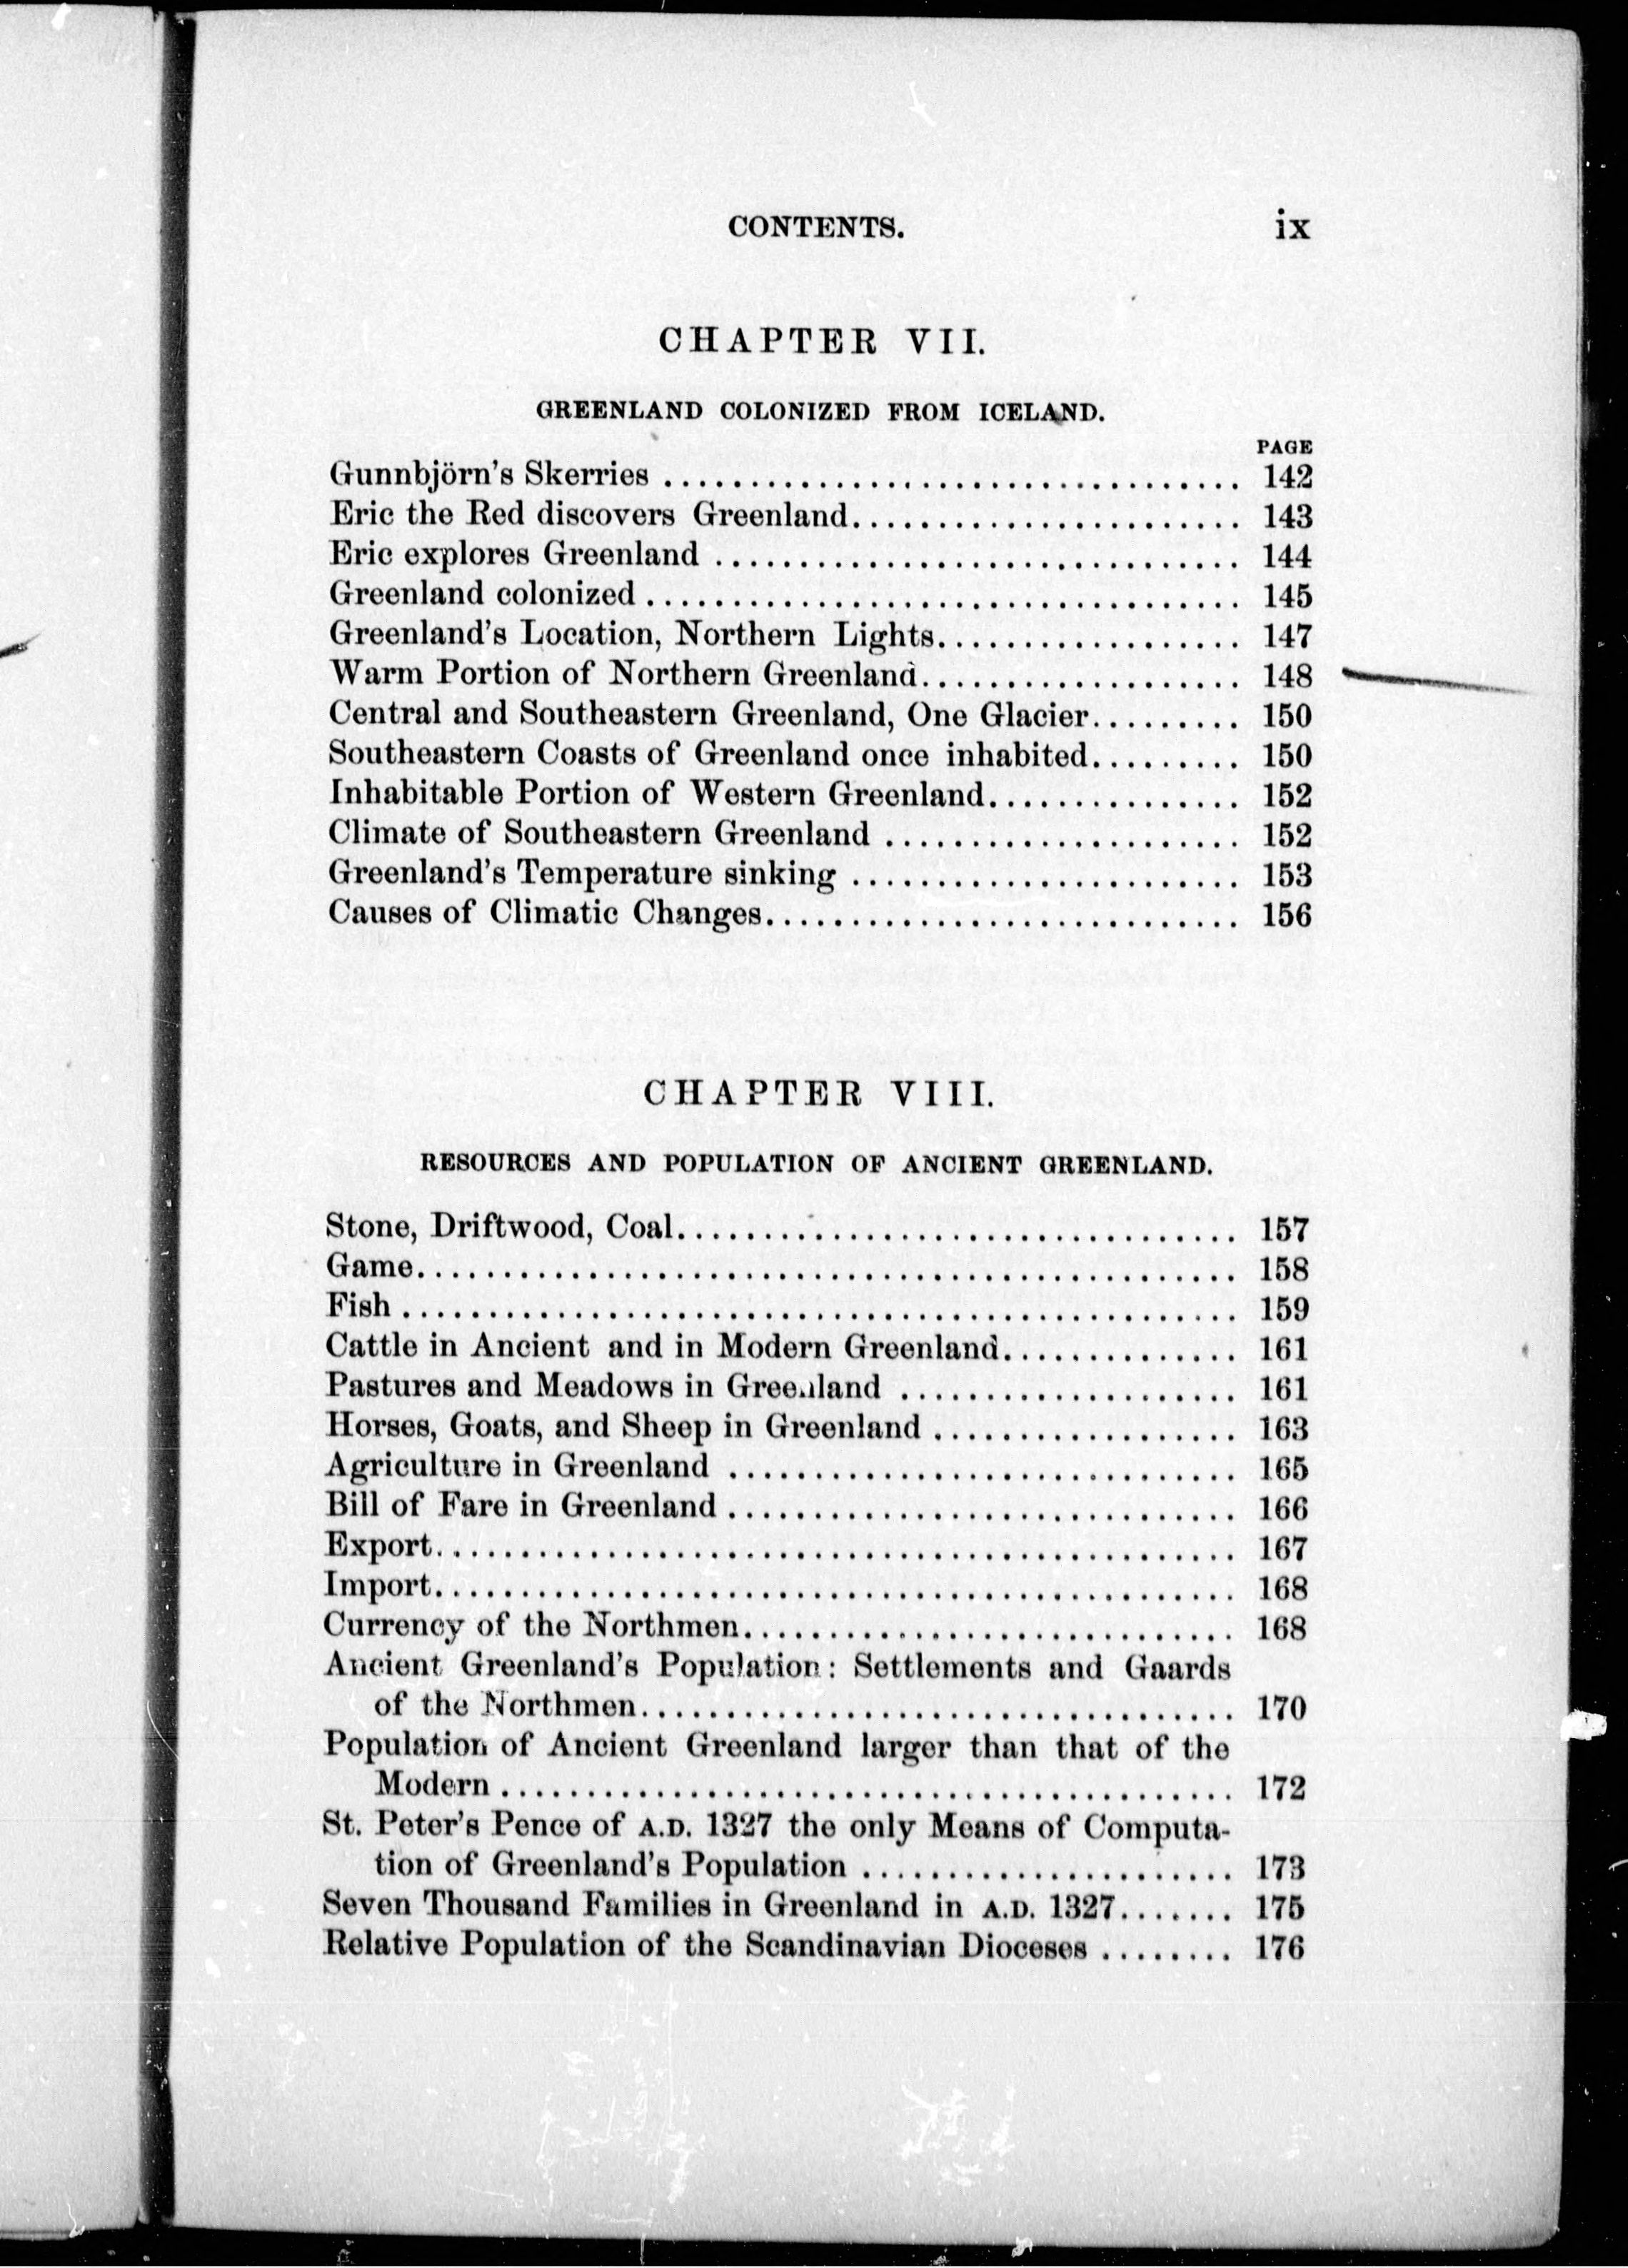 CONTENTS. ix
CHAPTER VII.
GREENLAND COLONIZED FROM ICELAND.
PAGE
Gunnbjörn's Skerries .................................. 142
Eric the Red discovers Greenland....................... 143
Eric explores Greenland ............................... 144
Greenland colonized ................................... 145
Greenland's Location, Northern Lights.................. 147
Warm Portion of Northern Greenland................... 148
Central and Southeastern Greenland, One Glacier......... 150
Southeastern Coasts of Greenland once inhabited......... 150
Inhabitable Portion of Western Greenland............... 152
Climate of Southeastern Greenland ..................... 152
Greenland's Temperature sinking ....................... 153
Causes of Climatic Changes............................ 156
CHAPTER VIII.
RESOURCES AND POPULATION OF ANCIENT GREENLAND.
Stone, Driftwood, Coal................................. 157
Game................................................. 158
Fish .................................................. 159
Cattle in Ancient and in Modern Greenland.............. 161
Pastures and Meadows in Greenland .................... 161
Horses, Goats, and Sheep in Greenland .................. 163
Agriculture in Greenland .............................. 165
Bill of Fare in Greenland .............................. 166
Export................................................ 167
Import................................................ 168
Currency of the Northmen............................. 168
Ancient Greenland's Population: Settlements and Gaards
of the Northmen................................... 170
Population of Ancient Greenland larger than that of the
Modern ........................................... 172
St. Peter's Pence of A.D. 1327 the only Means of Computa-
tion of Greenland's Population ...................... 173
Seven Thousand Families in Greenland in A.D. 1327....... 175
Relative Population of the Scandinavian Dioceses ........ 176